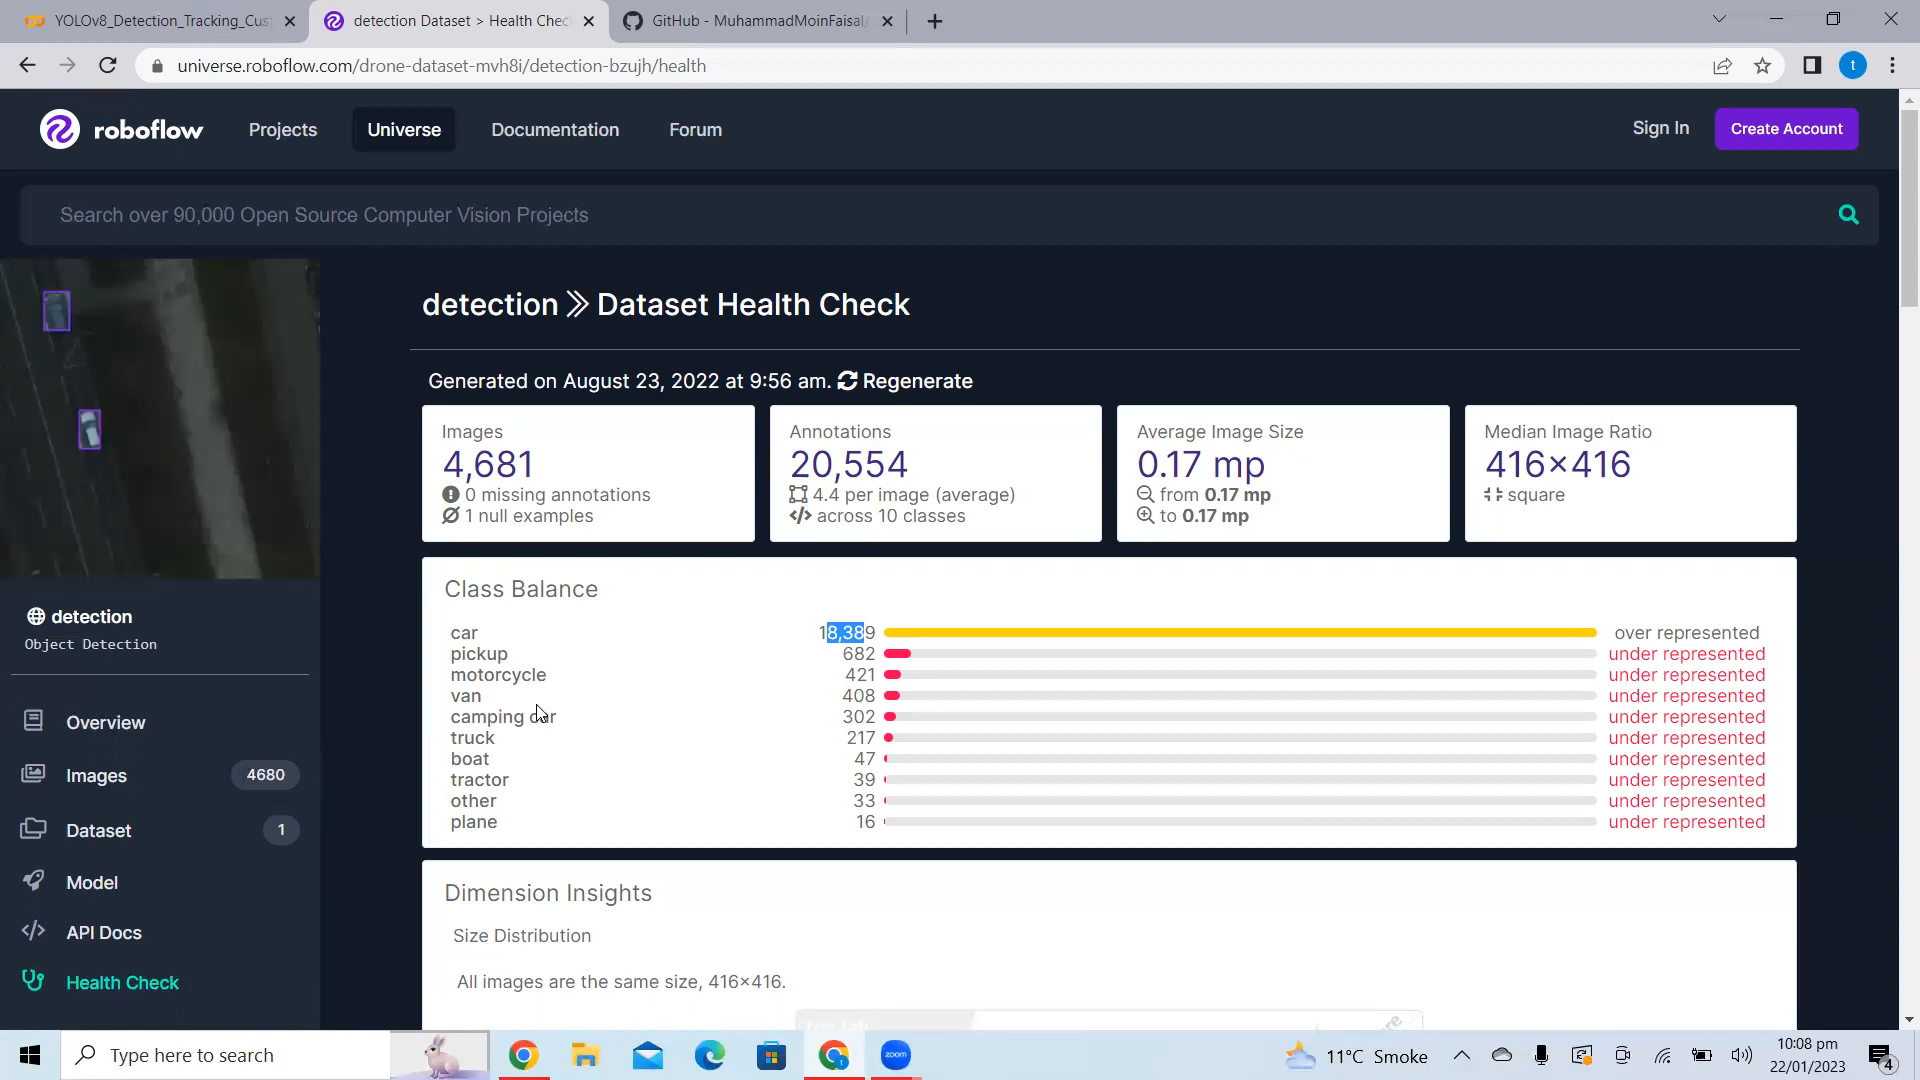 YOLOv8_Detection_Tracking_Cus
detection Dataset > Health Chec
GitHub - MuhammadMoinFaisal/
universe.roboflow.com/drone-dataset-mvh8i/detection-bzujh/health
t
roboflow
Projects
Universe
Documentation
Forum
Sign In
Create Account
Search over 90,000 Open Source Computer Vision Projects
detection
Object Detection
Overview
Images 4680
Dataset 1
Model
API Docs
Health Check
detection Dataset Health Check
Generated on August 23, 2022 at 9:56 am. Regenerate
Images
4,681
0 missing annotations
1 null examples
Annotations
20,554
4.4 per image (average)
across 10 classes
Average Image Size
0.17 mp
from 0.17 mp
to 0.17 mp
Median Image Ratio
416×416
square
Class Balance
car 18,389 over represented
pickup 682 under represented
motorcycle 421 under represented
van 408 under represented
camping car 302 under represented
truck 217 under represented
boat 47 under represented
tractor 39 under represented
other 33 under represented
plane 16 under represented
Dimension Insights
Size Distribution
All images are the same size, 416×416.
Type here to search
zoom
11°C Smoke
10:08 pm
22/01/2023
4